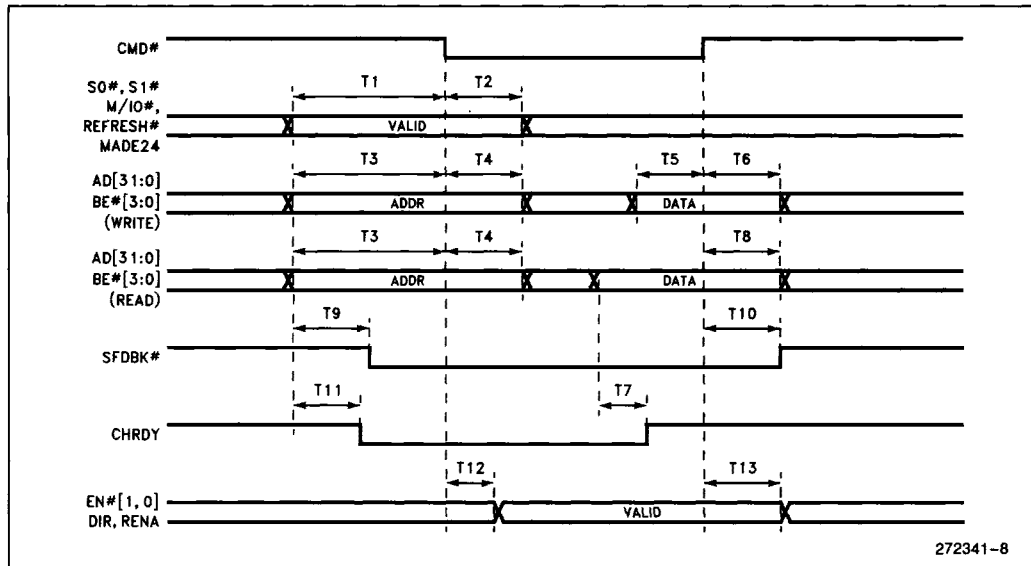 CMD#
T1 T2
S0#, S1#
M/IO#,
REFRESH#
MADE24
VALID
T3 T4 T5 T6
AD[31:0]
BE#[3:0]
(WRITE)
ADDR DATA
T3 T4 T8
AD[31:0]
BE#[3:0]
(READ)
ADDR DATA
T9 T10
SFDBK#
T11 T7
CHRDY
T12 T13
EN#[1,0]
DIR, RENA
VALID
272341-8